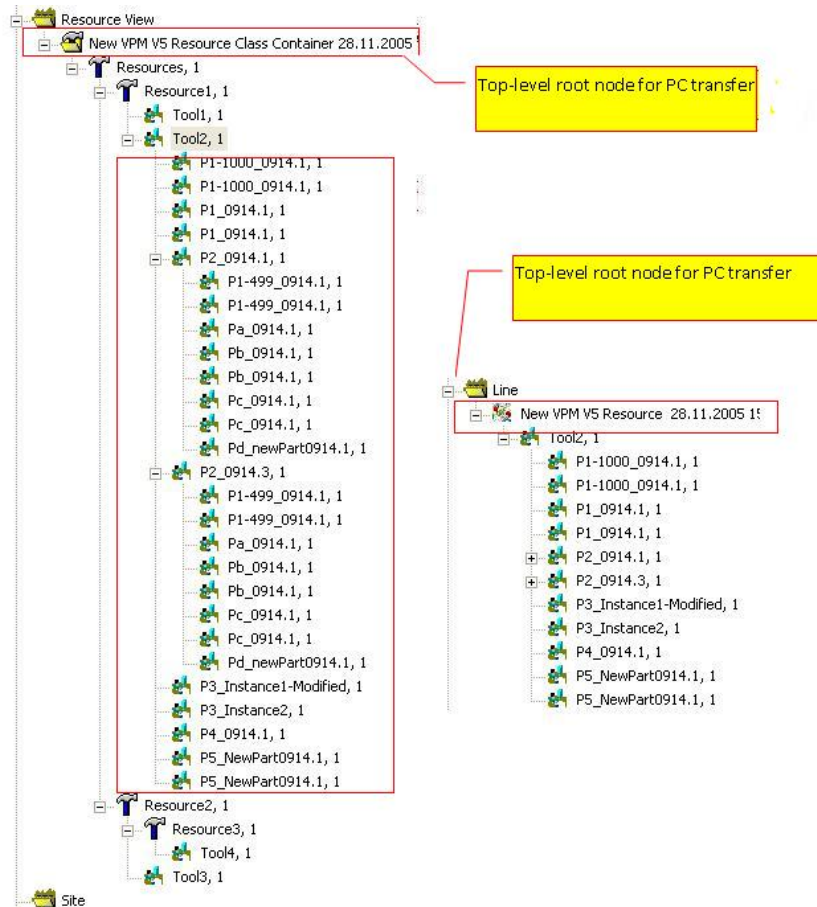 Resource View
New VPM V5 Resource Class Container 28.11.2005
Resources, 1
Resource1, 1
Tool1, 1
Tool2, 1
P1-1000_0914.1, 1
P1-1000_0914.1, 1
P1_0914.1, 1
P1_0914.1, 1
P2_0914.1, 1
P1-499_0914.1, 1
P1-499_0914.1, 1
Pa_0914.1, 1
Pb_0914.1, 1
Pb_0914.1, 1
Pc_0914.1, 1
Pc_0914.1, 1
Pd_newPart0914.1, 1
P2_0914.3, 1
P1-499_0914.1, 1
P1-499_0914.1, 1
Pa_0914.1, 1
Pb_0914.1, 1
Pb_0914.1, 1
Pc_0914.1, 1
Pc_0914.1, 1
Pd_newPart0914.1, 1
P3_Instance1-Modified, 1
P3_Instance2, 1
P4_0914.1, 1
P5_NewPart0914.1, 1
P5_NewPart0914.1, 1
Resource2, 1
Resource3, 1
Tool4, 1
Tool3, 1
Site
Top-level root node for PC transfer
Top-level root node for PC transfer
Line
New VPM V5 Resource 28.11.2005
Tool2, 1
P1-1000_0914.1, 1
P1-1000_0914.1, 1
P1_0914.1, 1
P1_0914.1, 1
P2_0914.1, 1
P2_0914.3, 1
P3_Instance1-Modified, 1
P3_Instance2, 1
P4_0914.1, 1
P5_NewPart0914.1, 1
P5_NewPart0914.1, 1